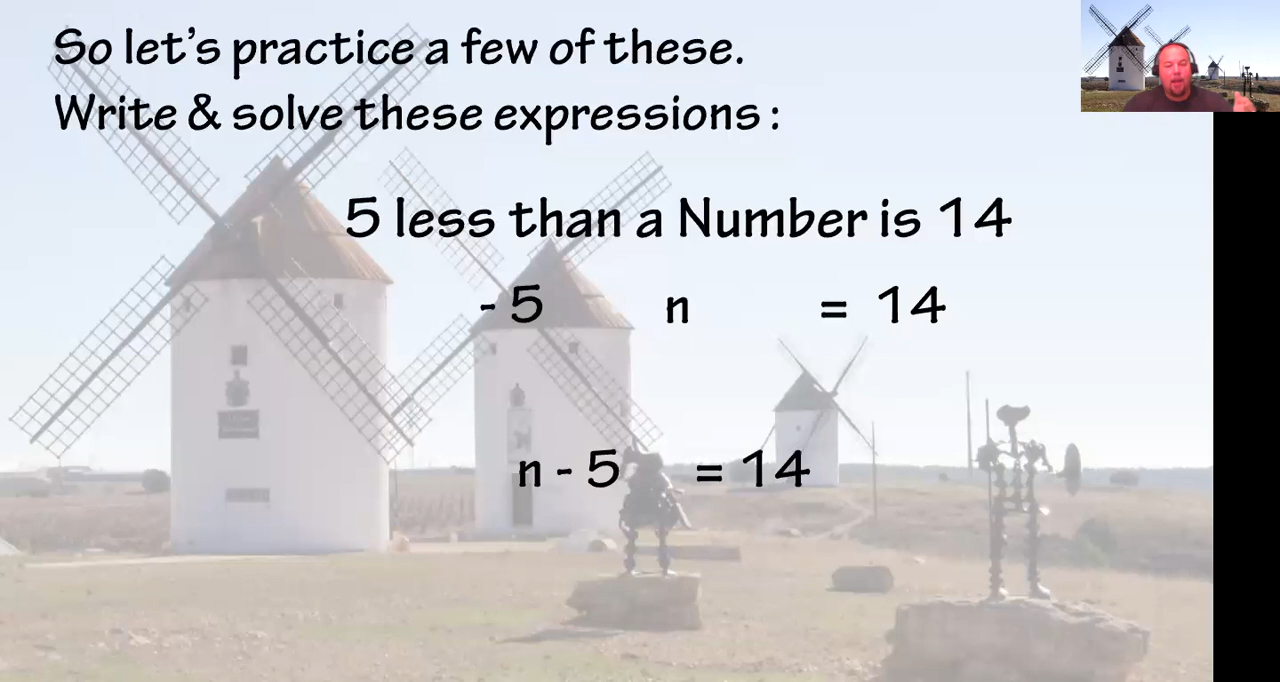 So let's practice a few of these.
Write & solve these expressions :
5 less than a Number is 14
- 5 n = 14
n - 5 = 14